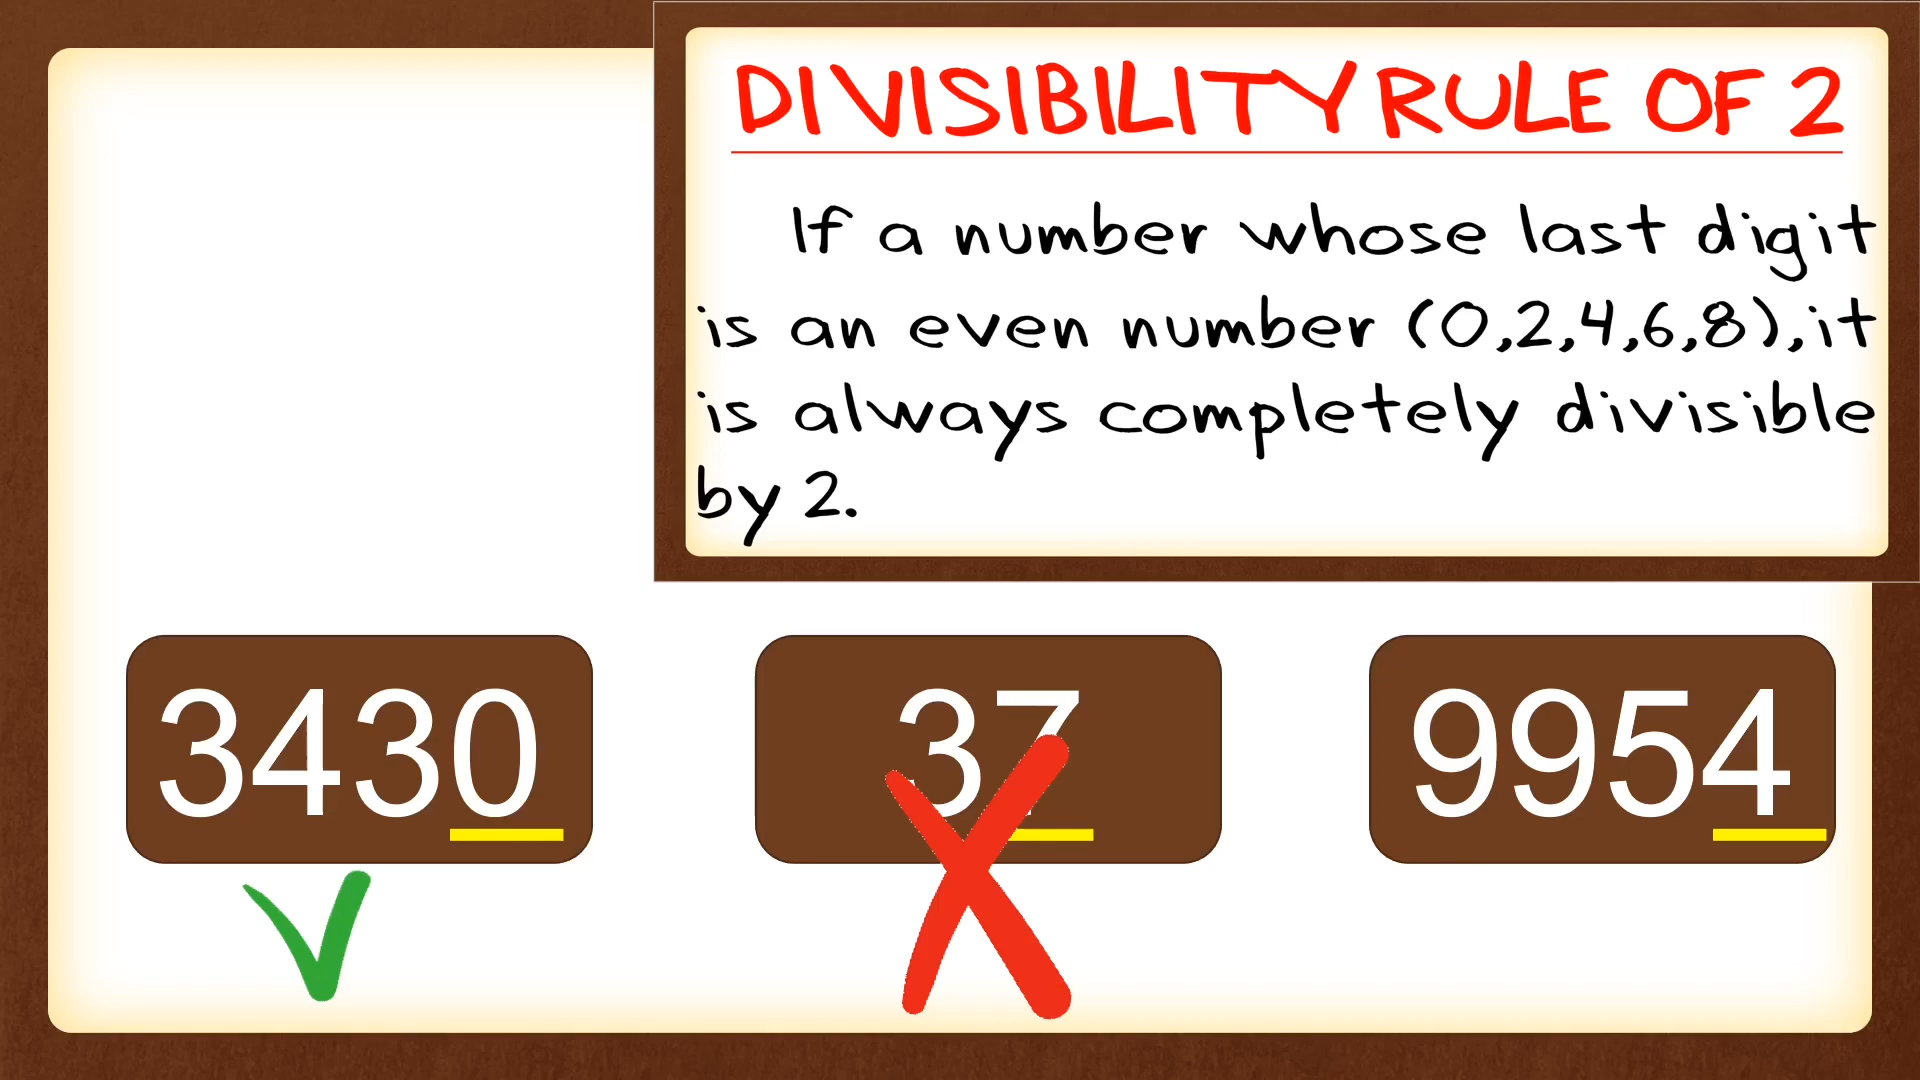 DIVISIBILITY RULE OF 2
If a number whose last digit
is an even number (0,2,4,6,8),it
is always completely divisible
by 2.
3430 37 9954